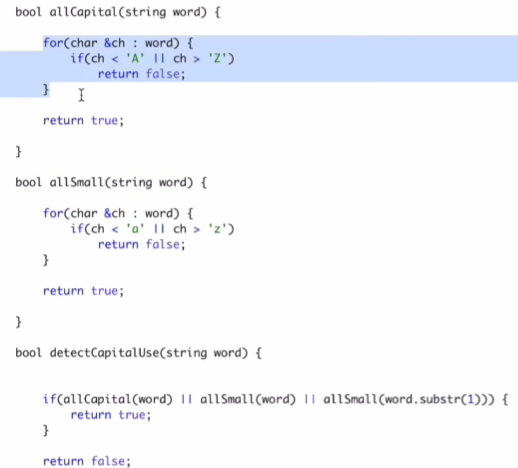 bool allCapital(string word) {
for(char &ch : word) {
if(ch < 'A' || ch > 'Z')
return false;
}
return true;
}
bool allSmall(string word) {
for(char &ch : word) {
if(ch < 'a' || ch > 'z')
return false;
}
return true;
}
bool detectCapitalUse(string word) {
if(allCapital(word) || allSmall(word) || allSmall(word.substr(1))) {
return true;
}
return false;